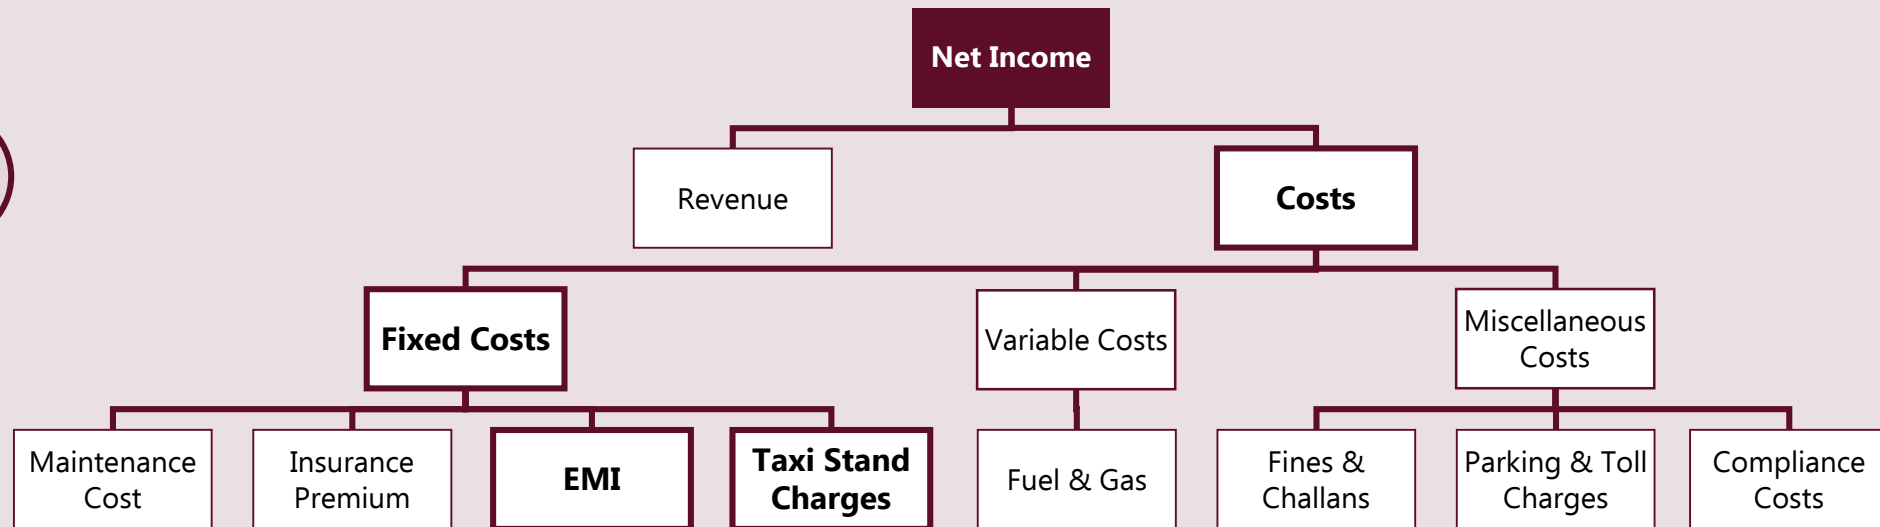 Net Income
Revenue
Costs
Fixed Costs
Variable Costs
Miscellaneous
Costs
Maintenance
Cost
Insurance
Premium
EMI
Taxi Stand
Charges
Fuel & Gas
Fines &
Challans
Parking & Toll
Charges
Compliance
Costs